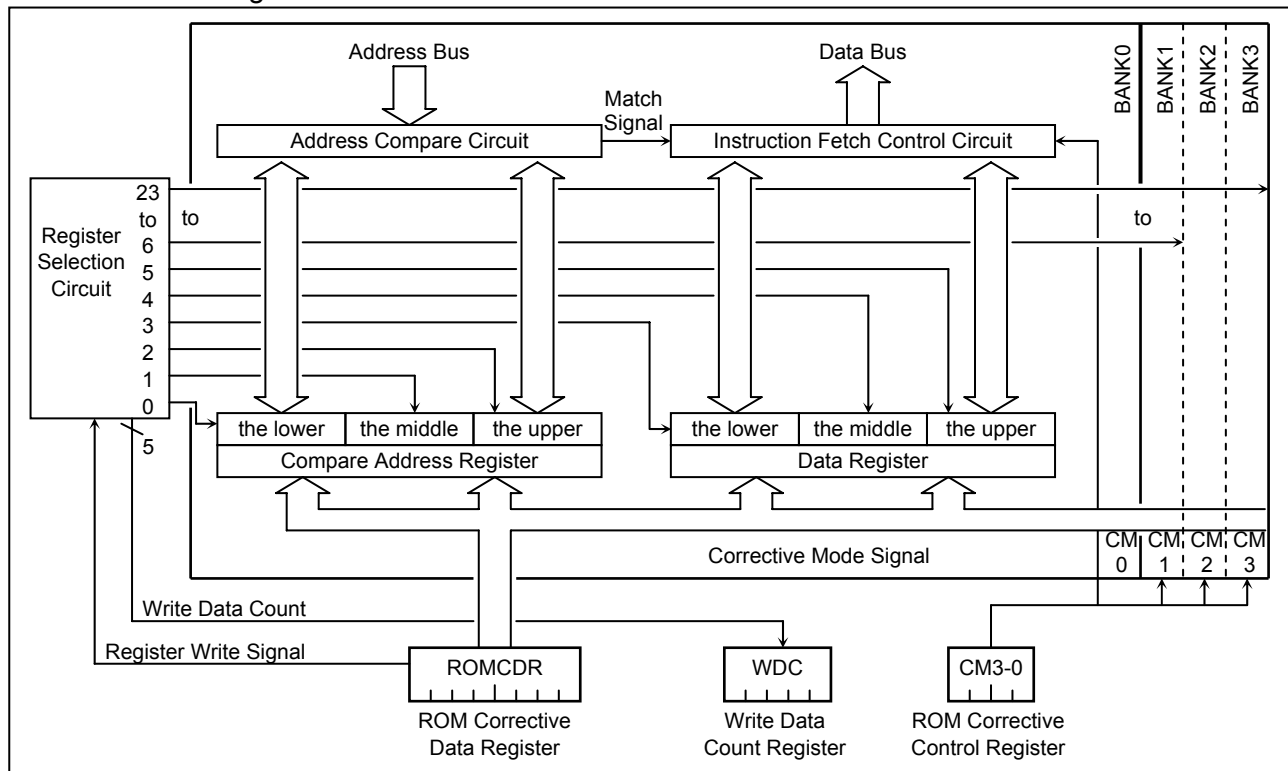 Address Bus
Data Bus
BANK0
BANK1
BANK2
BANK3
Match
Signal
Address Compare Circuit
Instruction Fetch Control Circuit
Register
Selection
Circuit
23
to
to
to
6
5
4
3
2
1
0
5
the lower
the middle
the upper
Compare Address Register
the lower
the middle
the upper
Data Register
Corrective Mode Signal
CM
0
CM
1
CM
2
CM
3
Write Data Count
Register Write Signal
ROMCDR
ROM Corrective
Data Register
WDC
Write Data
Count Register
CM3-0
ROM Corrective
Control Register